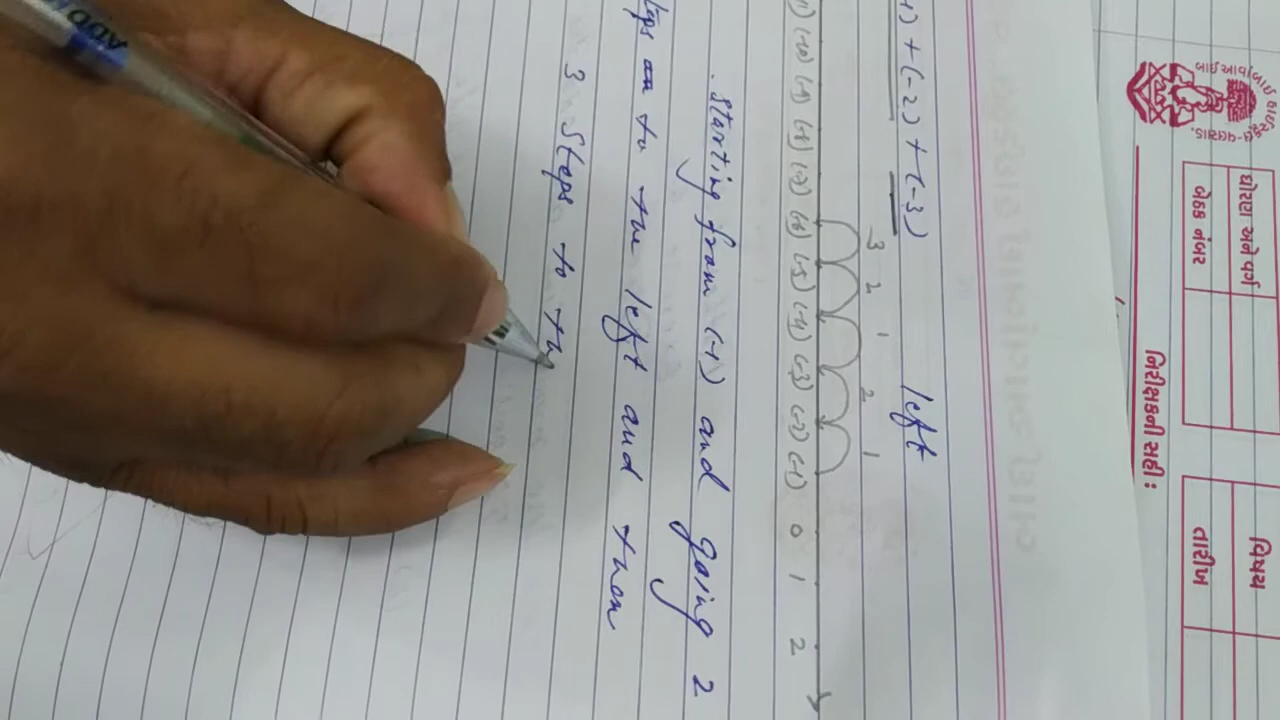 ધોરણ અને વર્ગ વિષય
બેઠક નંબર તારીખ
વલસાડ.
નિરીક્ષકની સહી :
1) + (-2) + (-3) left
3 2 1 2 1
(-10) (-9) (-8) (-7) (-6) (-5) (-4) (-3) (-2) (-1) 0 1 2
. Starting from (-1) and going 2
steps on to the left and then
3 Steps to th